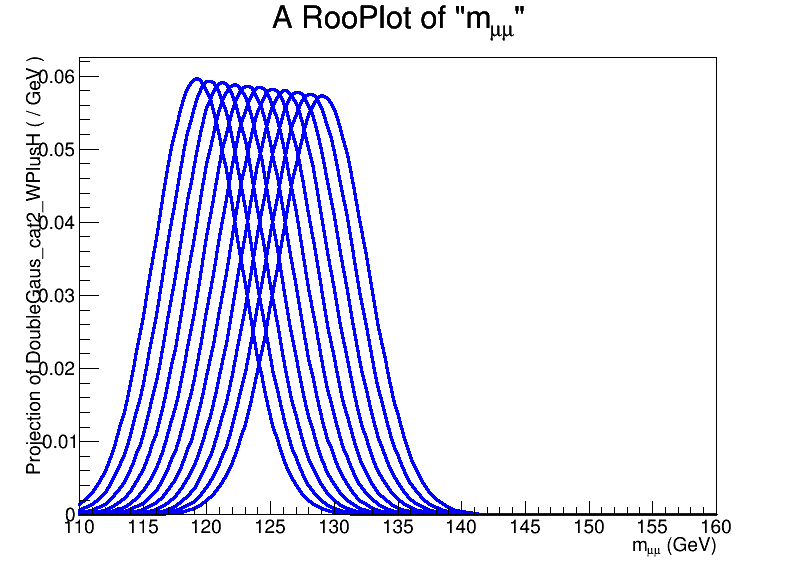 A RooPlot of "mμμ"
Projection of DoubleGaus_cat2_WPlusH ( / GeV )
0.06
0.05
0.04
0.03
0.02
0.01
0
110 115 120 125 130 135 140 145 150 155 160
mμμ (GeV)